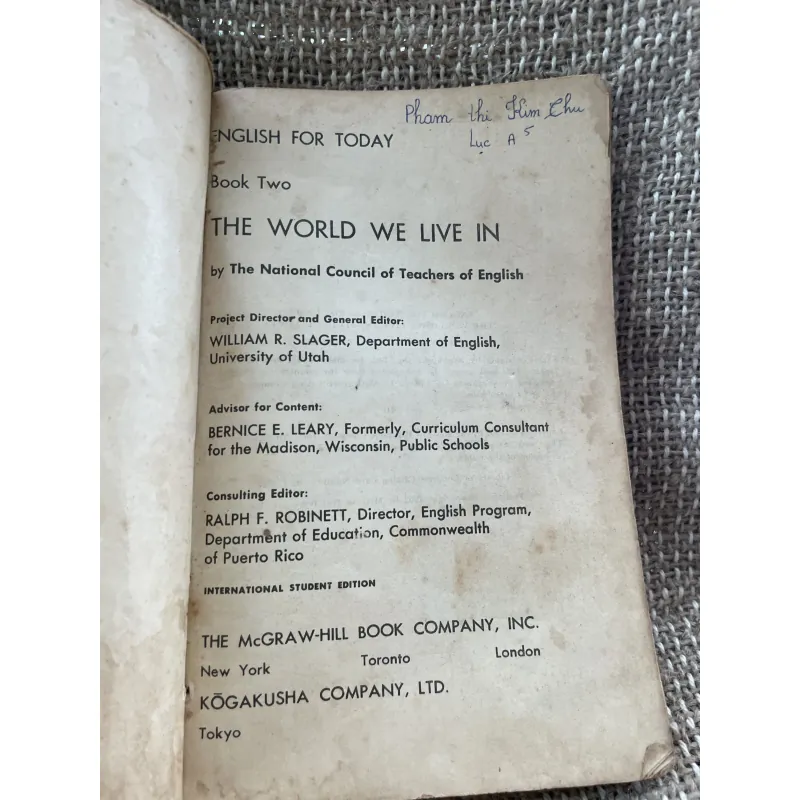 Phạm thị Kim Thu
Lục A⁵
ENGLISH FOR TODAY
Book Two
THE WORLD WE LIVE IN
by The National Council of Teachers of English
Project Director and General Editor:
WILLIAM R. SLAGER, Department of English,
University of Utah
Advisor for Content:
BERNICE E. LEARY, Formerly, Curriculum Consultant
for the Madison, Wisconsin, Public Schools
Consulting Editor:
RALPH F. ROBINETT, Director, English Program,
Department of Education, Commonwealth
of Puerto Rico
INTERNATIONAL STUDENT EDITION
THE McGRAW-HILL BOOK COMPANY, INC.
New York Toronto London
KŌGAKUSHA COMPANY, LTD.
Tokyo